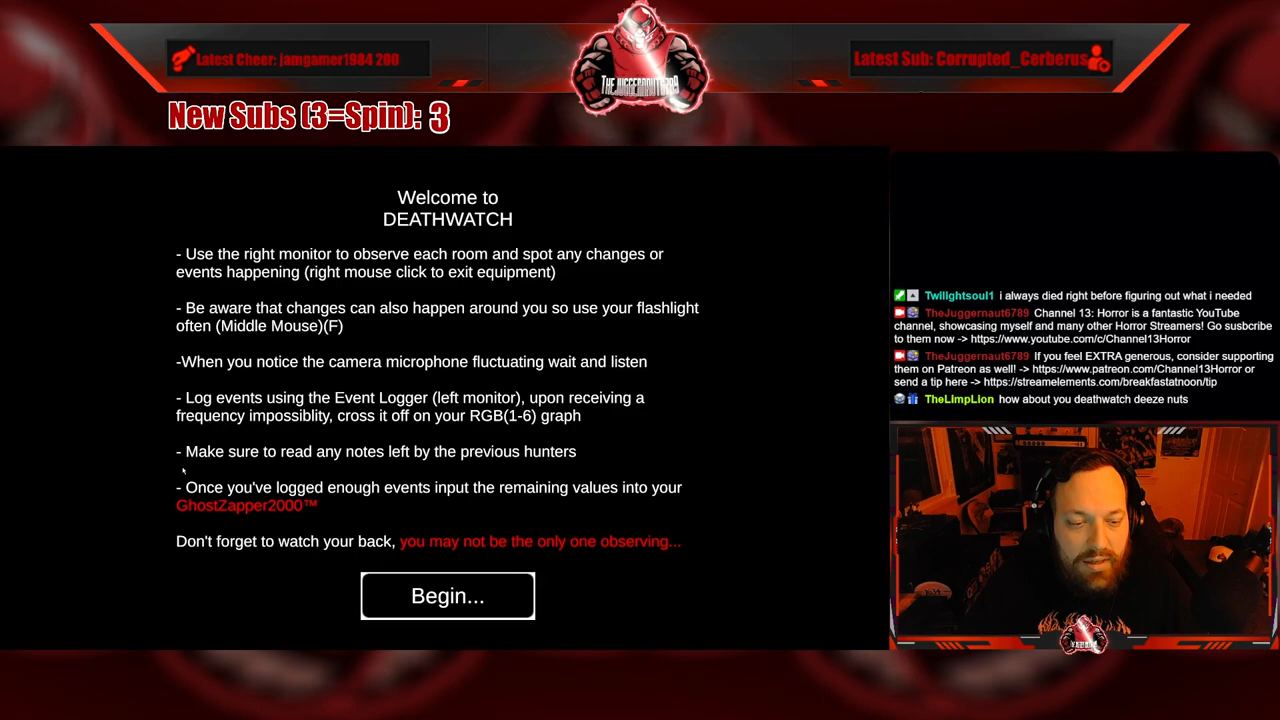 Latest Cheer: jamgamer1984 200
Latest Sub: Corrupted_Cerberus
THEJUGGERNAUT6789
New Subs (3=Spin): 3
Welcome to
DEATHWATCH
- Use the right monitor to observe each room and spot any changes or
events happening (right mouse click to exit equipment)
- Be aware that changes can also happen around you so use your flashlight
often (Middle Mouse)(F)
-When you notice the camera microphone fluctuating wait and listen
- Log events using the Event Logger (left monitor), upon receiving a
frequency impossiblity, cross it off on your RGB(1-6) graph
- Make sure to read any notes left by the previous hunters
- Once you've logged enough events input the remaining values into your
GhostZapper2000™
Don't forget to watch your back, you may not be the only one observing...
Begin...
Twilightsoul1 i always died right before figuring out what i needed
TheJuggernaut6789 Channel 13: Horror is a fantastic YouTube
channel, showcasing myself and many other Horror Streamers! Go susbcribe
to them now -> https://www.youtube.com/c/Channel13Horror
TheJuggernaut6789 If you feel EXTRA generous, consider supporting
them on Patreon as well! -> https://www.patreon.com/Channel13Horror or
send a tip here -> https://streamelements.com/breakfastatnoon/tip
TheLimpLion how about you deathwatch deeze nuts